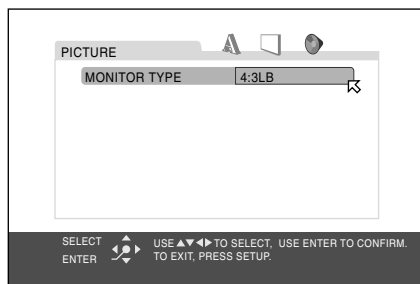 PICTURE
MONITOR TYPE 4:3LB
SELECT
ENTER
USE ▲▼◀▶ TO SELECT, USE ENTER TO CONFIRM.
TO EXIT, PRESS SETUP.